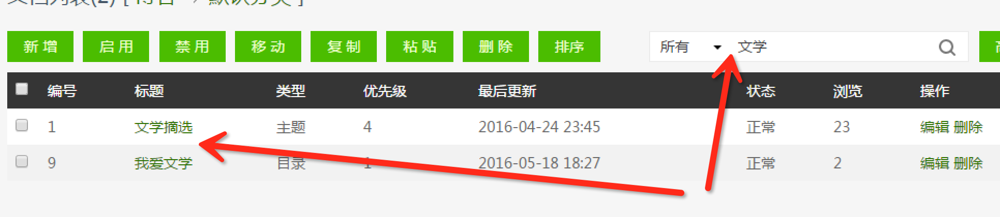 新 增 启 用 禁 用 移 动 复 制 粘 贴 删 除 排序 所有 文学
编号 标题 类型 优先级 最后更新 状态 浏览 操作
1 文学摘选 主题 4 2016-04-24 23:45 正常 23 编辑 删除
9 我爱文学 目录 1 2016-05-18 18:27 正常 2 编辑 删除